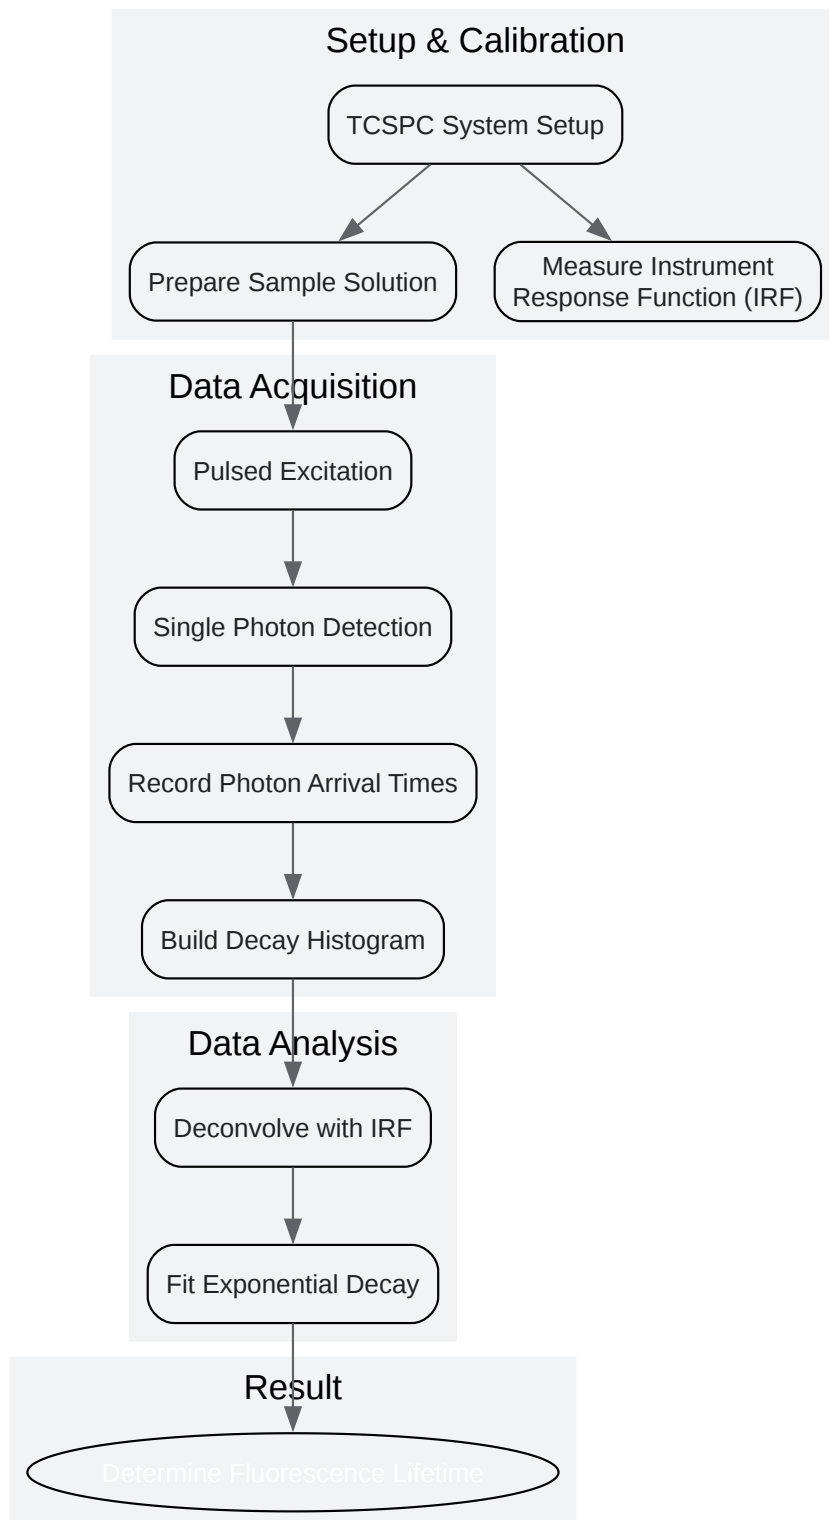 Setup & Calibration
TCSPC System Setup
Prepare Sample Solution
Measure Instrument
Response Function (IRF)
Data Acquisition
Pulsed Excitation
Single Photon Detection
Record Photon Arrival Times
Build Decay Histogram
Data Analysis
Deconvolve with IRF
Fit Exponential Decay
Result
Determine Fluorescence Lifetime